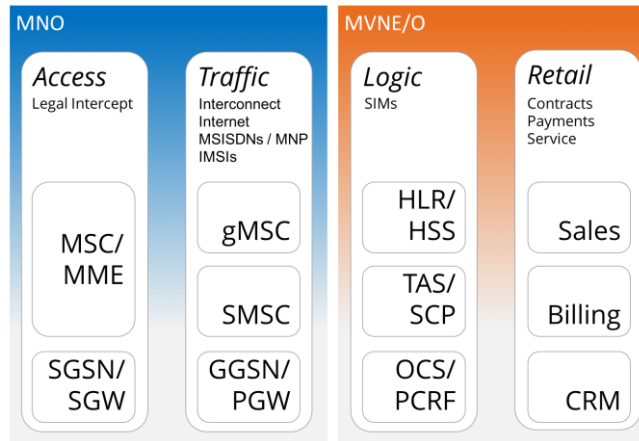 MNO
Access
Legal Intercept
MSC/
MME
SGSN/
SGW
Traffic
Interconnect
Internet
MSISDNs / MNP
IMSIs
gMSC
SMSC
GGSN/
PGW
MVNE/O
Logic
SIMs
HLR/
HSS
TAS/
SCP
OCS/
PCRF
Retail
Contracts
Payments
Service
Sales
Billing
CRM